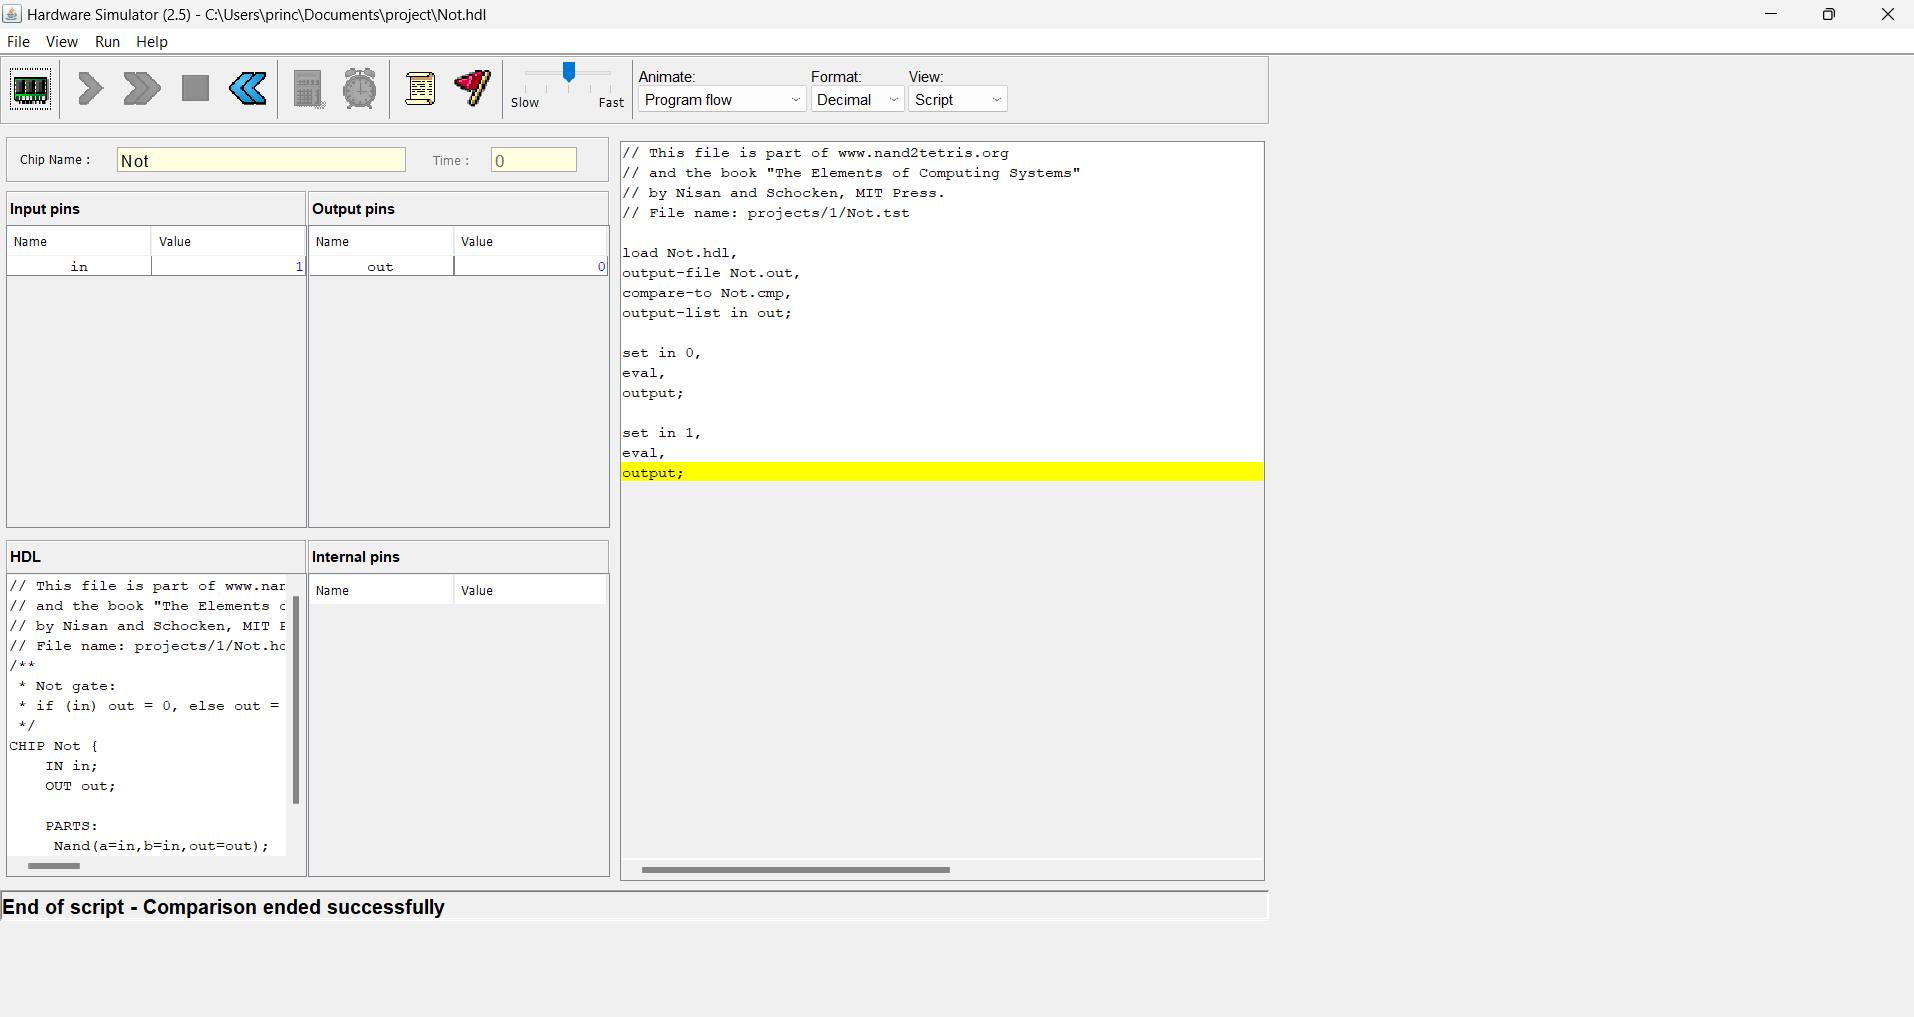 Hardware Simulator (2.5) - C:\Users\princ\Documents\project\Not.hdl
File View Run Help
Slow Fast
Animate: Format: View:
Program flow Decimal Script
Chip Name : Not Time : 0
Input pins
Name Value
in 1
Output pins
Name Value
out 0
HDL
// This file is part of www.nan
// and the book "The Elements c
// by Nisan and Schocken, MIT P
// File name: projects/1/Not.hd
/**
* Not gate:
* if (in) out = 0, else out =
*/
CHIP Not {
IN in;
OUT out;
PARTS:
Nand(a=in,b=in,out=out);
Internal pins
Name Value
// This file is part of www.nand2tetris.org
// and the book "The Elements of Computing Systems"
// by Nisan and Schocken, MIT Press.
// File name: projects/1/Not.tst
load Not.hdl,
output-file Not.out,
compare-to Not.cmp,
output-list in out;
set in 0,
eval,
output;
set in 1,
eval,
output;
End of script - Comparison ended successfully